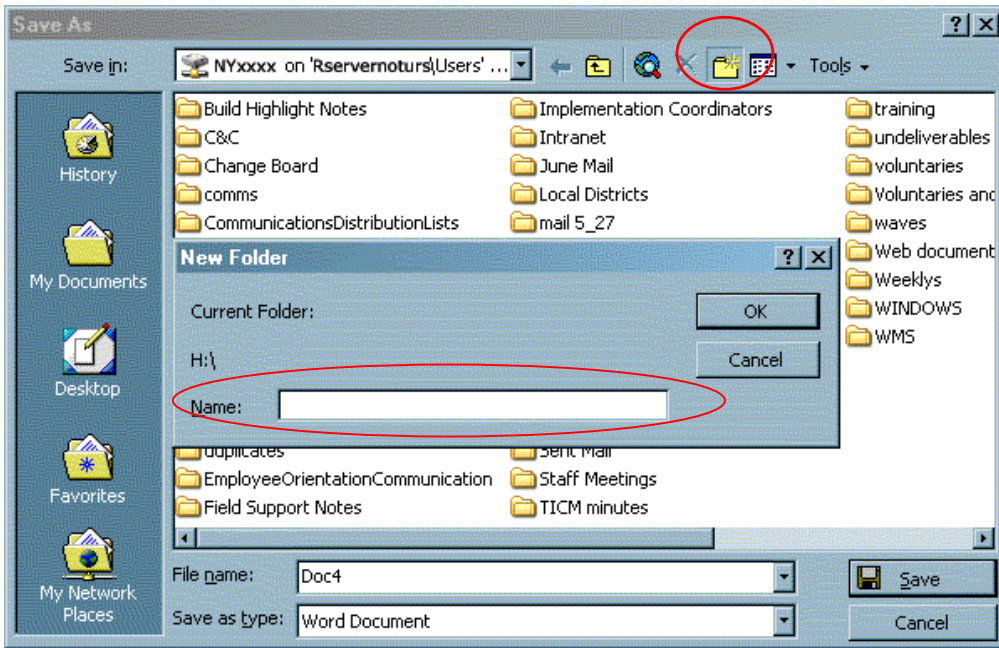 Save As
Save in:
NYxxxx on 'Rservernoturs\Users' ...
Tools
History
My Documents
Desktop
Favorites
My Network
Places
Build Highlight Notes
C&C
Change Board
comms
CommunicationsDistributionLists
Implementation Coordinators
Intranet
June Mail
Local Districts
mail 5_27
training
undeliverables
voluntaries
Voluntaries and
waves
Web document
Weeklys
WINDOWS
WMS
New Folder
Current Folder:
OK
H:\
Cancel
Name:
duplicates
EmployeeOrientationCommunication
Field Support Notes
Sent Mail
Staff Meetings
TICM minutes
File name:
Doc4
Save
Save as type:
Word Document
Cancel